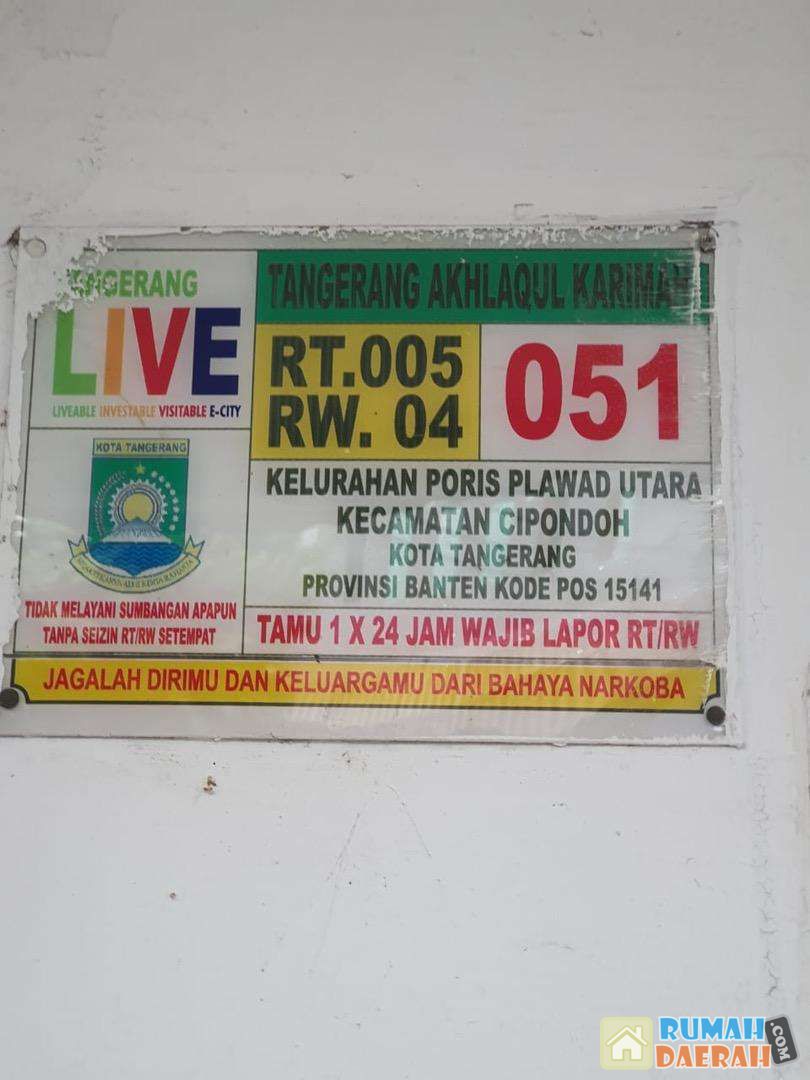 TANGERANG
LIVE
LIVEABLE INVESTABLE VISITABLE E-CITY
KOTA TANGERANG
TIDAK MELAYANI SUMBANGAN APAPUN
TANPA SEIZIN RT/RW SETEMPAT
TANGERANG AKHLAQUL KARIMAH
RT.005
RW. 04
051
KELURAHAN PORIS PLAWAD UTARA
KECAMATAN CIPONDOH
KOTA TANGERANG
PROVINSI BANTEN KODE POS 15141
TAMU 1 X 24 JAM WAJIB LAPOR RT/RW
JAGALAH DIRIMU DAN KELUARGAMU DARI BAHAYA NARKOBA
RUMAH
DAERAH.COM